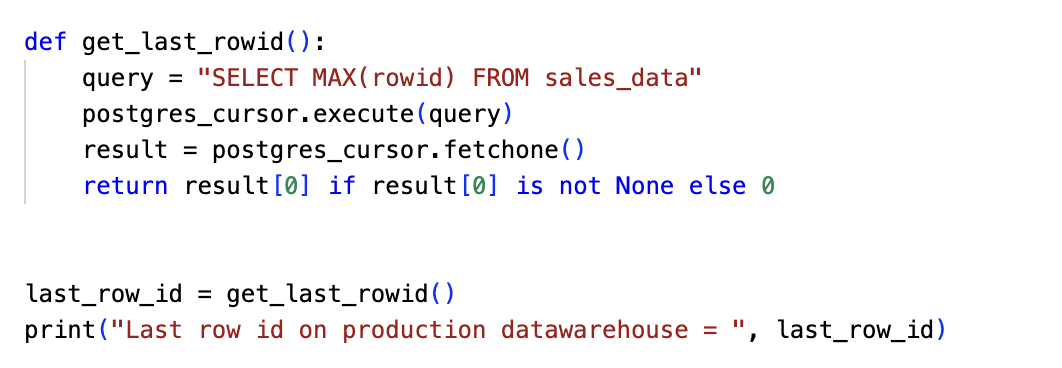 def get_last_rowid():
    query = "SELECT MAX(rowid) FROM sales_data"
    postgres_cursor.execute(query)
    result = postgres_cursor.fetchone()
    return result[0] if result[0] is not None else 0
last_row_id = get_last_rowid()
print("Last row id on production datawarehouse = ", last_row_id)